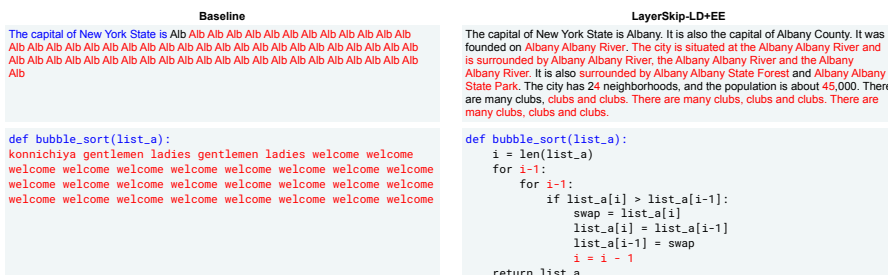 Baseline
The capital of New York State is Alb Alb Alb Alb Alb Alb Alb Alb Alb Alb Alb Alb Alb
Alb Alb Alb Alb Alb Alb Alb Alb Alb Alb Alb Alb Alb Alb Alb Alb Alb Alb Alb Alb Alb Alb
Alb Alb Alb Alb Alb Alb Alb Alb Alb Alb Alb Alb Alb Alb Alb Alb Alb Alb Alb Alb Alb Alb
Alb
def bubble_sort(list_a):
konnichiya gentlemen ladies gentlemen ladies welcome welcome
welcome welcome welcome welcome welcome welcome welcome welcome
welcome welcome welcome welcome welcome welcome welcome welcome
welcome welcome welcome welcome welcome welcome welcome welcome
LayerSkip-LD+EE
The capital of New York State is Albany. It is also the capital of Albany County. It was
founded on Albany Albany River. The city is situated at the Albany Albany River and
is surrounded by Albany Albany River, the Albany Albany River and the Albany
Albany River. It is also surrounded by Albany Albany State Forest and Albany Albany
State Park. The city has 24 neighborhoods, and the population is about 45,000. There
are many clubs, clubs and clubs. There are many clubs, clubs and clubs. There are
many clubs, clubs and clubs.
def bubble_sort(list_a):
    i = len(list_a)
    for i-1:
        for i-1:
            if list_a[i] > list_a[i-1]:
                swap = list_a[i]
                list_a[i] = list_a[i-1]
                list_a[i-1] = swap
                i = i - 1
    return list_a